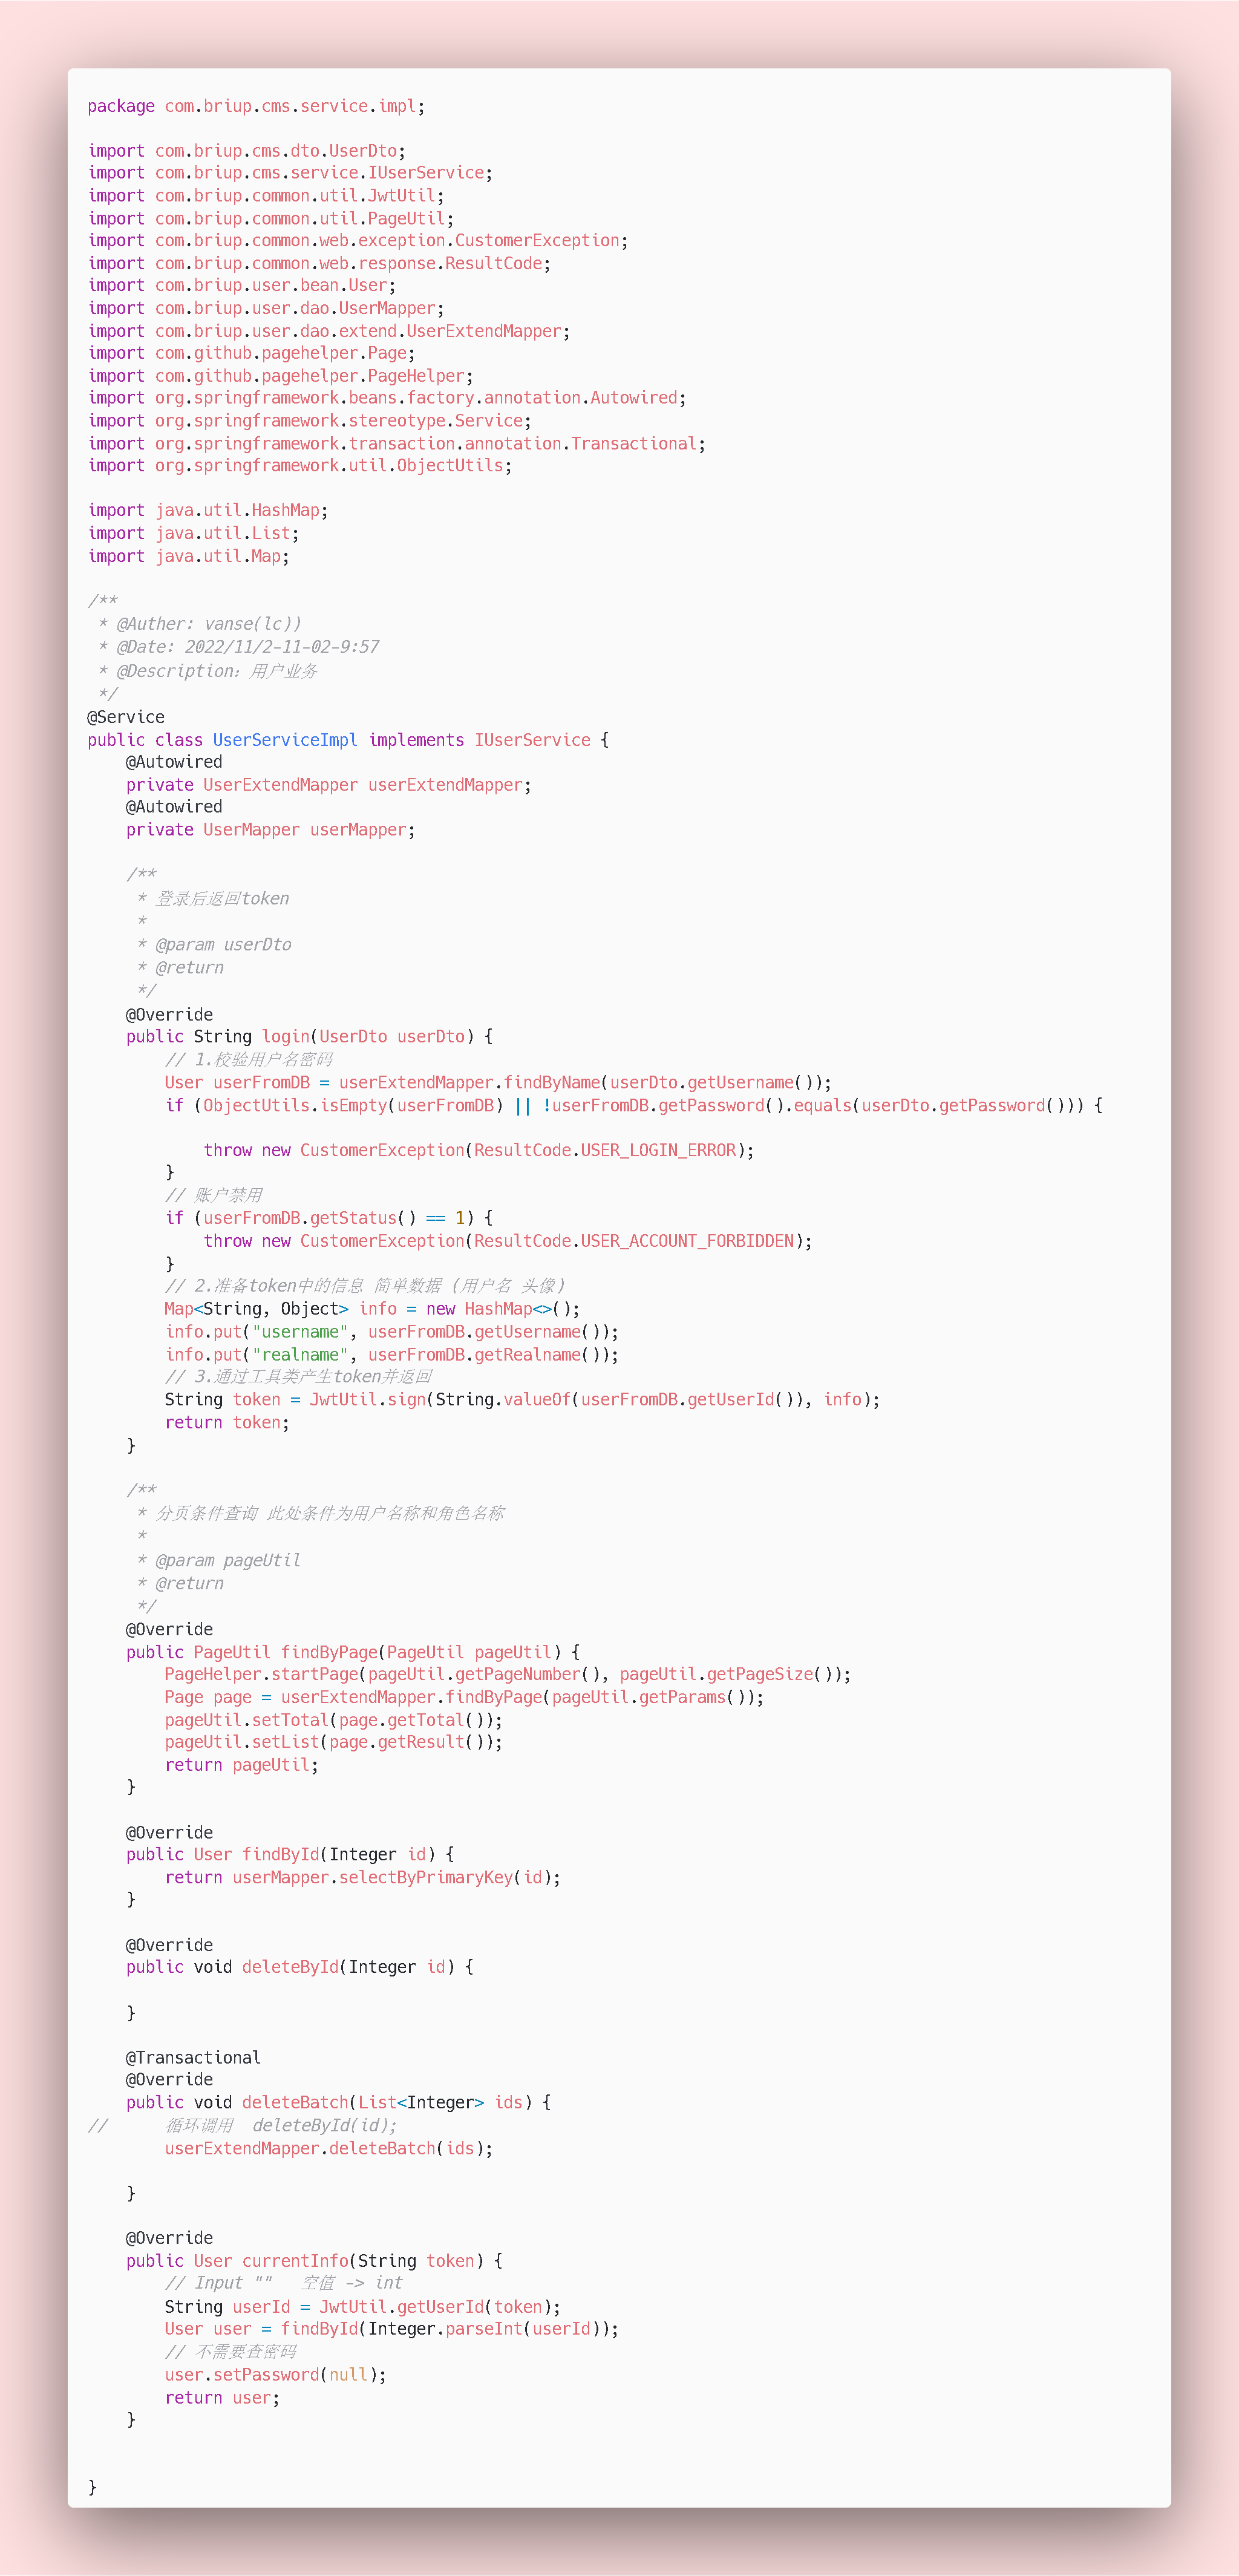 package com.briup.cms.service.impl;

import com.briup.cms.dto.UserDto;
import com.briup.cms.service.IUserService;
import com.briup.common.util.JwtUtil;
import com.briup.common.util.PageUtil;
import com.briup.common.web.exception.CustomerException;
import com.briup.common.web.response.ResultCode;
import com.briup.user.bean.User;
import com.briup.user.dao.UserMapper;
import com.briup.user.dao.extend.UserExtendMapper;
import com.github.pagehelper.Page;
import com.github.pagehelper.PageHelper;
import org.springframework.beans.factory.annotation.Autowired;
import org.springframework.stereotype.Service;
import org.springframework.transaction.annotation.Transactional;
import org.springframework.util.ObjectUtils;

import java.util.HashMap;
import java.util.List;
import java.util.Map;

/**
 * @Auther: vanse(lc))
 * @Date: 2022/11/2-11-02-9:57
 * @Description：用户业务
 */
@Service
public class UserServiceImpl implements IUserService {
    @Autowired
    private UserExtendMapper userExtendMapper;
    @Autowired
    private UserMapper userMapper;

    /**
     * 登录后返回token
     *
     * @param userDto
     * @return
     */
    @Override
    public String login(UserDto userDto) {
        // 1.校验用户名密码
        User userFromDB = userExtendMapper.findByName(userDto.getUsername());
        if (ObjectUtils.isEmpty(userFromDB) || !userFromDB.getPassword().equals(userDto.getPassword())) {

            throw new CustomerException(ResultCode.USER_LOGIN_ERROR);
        }
        // 账户禁用
        if (userFromDB.getStatus() == 1) {
            throw new CustomerException(ResultCode.USER_ACCOUNT_FORBIDDEN);
        }
        // 2.准备token中的信息 简单数据 (用户名 头像)
        Map<String, Object> info = new HashMap<>();
        info.put("username", userFromDB.getUsername());
        info.put("realname", userFromDB.getRealname());
        // 3.通过工具类产生token并返回
        String token = JwtUtil.sign(String.valueOf(userFromDB.getUserId()), info);
        return token;
    }

    /**
     * 分页条件查询 此处条件为用户名称和角色名称
     *
     * @param pageUtil
     * @return
     */
    @Override
    public PageUtil findByPage(PageUtil pageUtil) {
        PageHelper.startPage(pageUtil.getPageNumber(), pageUtil.getPageSize());
        Page page = userExtendMapper.findByPage(pageUtil.getParams());
        pageUtil.setTotal(page.getTotal());
        pageUtil.setList(page.getResult());
        return pageUtil;
    }

    @Override
    public User findById(Integer id) {
        return userMapper.selectByPrimaryKey(id);
    }

    @Override
    public void deleteById(Integer id) {

    }

    @Transactional
    @Override
    public void deleteBatch(List<Integer> ids) {
//      循环调用  deleteById(id);
        userExtendMapper.deleteBatch(ids);

    }

    @Override
    public User currentInfo(String token) {
        // Input ""   空值 -> int
        String userId = JwtUtil.getUserId(token);
        User user = findById(Integer.parseInt(userId));
        // 不需要查密码
        user.setPassword(null);
        return user;
    }


}